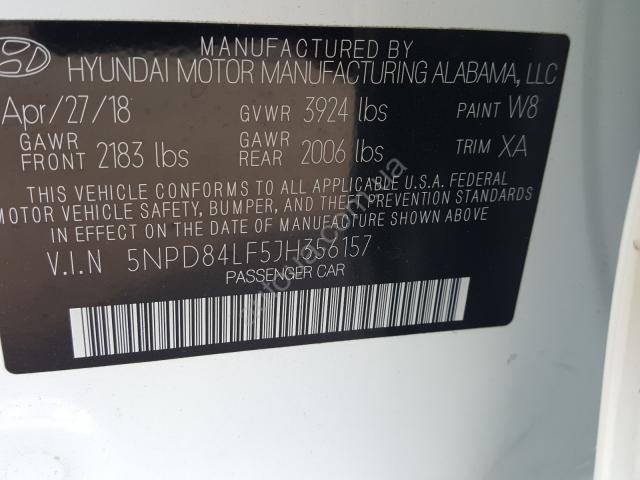 MANUFACTURED BY
HYUNDAI MOTOR MANUFACTURING ALABAMA, LLC
Apr/27/18 GVWR 3924 lbs PAINT W8
GAWR FRONT 2183 lbs GAWR REAR 2006 lbs TRIM XA
THIS VEHICLE CONFORMS TO ALL APPLICABLE U.S.A. FEDERAL
MOTOR VEHICLE SAFETY, BUMPER, AND THEFT PREVENTION STANDARDS
IN EFFECT ON THE DATE OF MANUFACTURE
V.I.N 5NPD84LF5JH356157
PASSENGER CAR